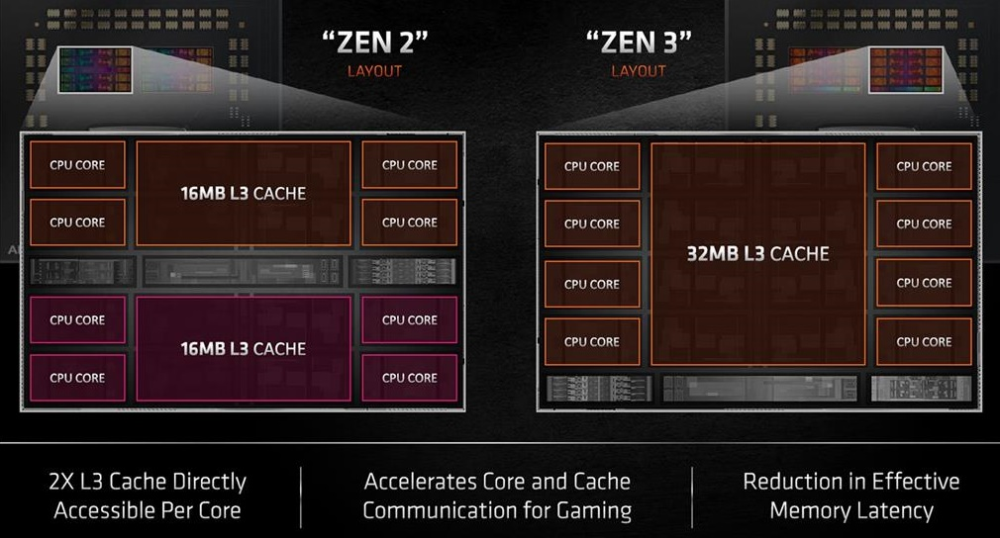 “ZEN 2”
LAYOUT
“ZEN 3”
LAYOUT
CPU CORE
CPU CORE
16MB L3 CACHE
CPU CORE
CPU CORE
CPU CORE
CPU CORE
16MB L3 CACHE
CPU CORE
CPU CORE
CPU CORE
CPU CORE
CPU CORE
CPU CORE
32MB L3 CACHE
CPU CORE
CPU CORE
CPU CORE
CPU CORE
2X L3 Cache Directly
Accessible Per Core
Accelerates Core and Cache
Communication for Gaming
Reduction in Effective
Memory Latency